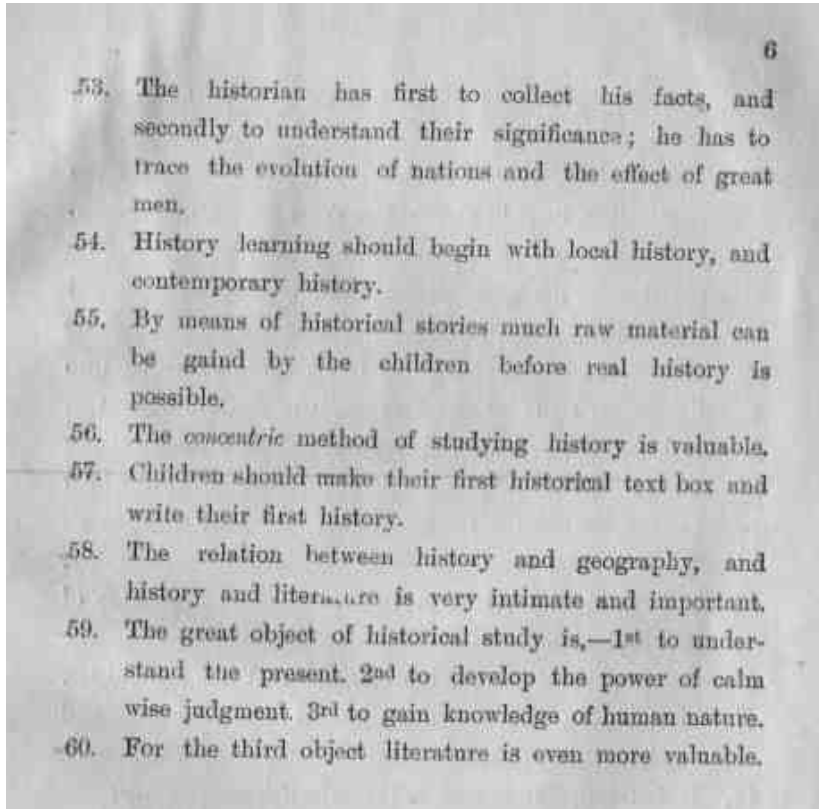 6
53. The historian has first to collect his facts, and
secondly to understand their significance; he has to
trace the evolution of nations and the effect of great
men.
54. History learning should begin with local history, and
contemporary history.
55. By means of historical stories much raw material can
be gaind by the children before real history is
possible.
56. The concentric method of studying history is valuable.
57. Children should make their first historical text box and
write their first history.
58. The relation between history and geography, and
history and literature is very intimate and important.
59. The great object of historical study is,—1st to under-
stand the present. 2nd to develop the power of calm
wise judgment. 3rd to gain knowledge of human nature.
60. For the third object literature is even more valuable.